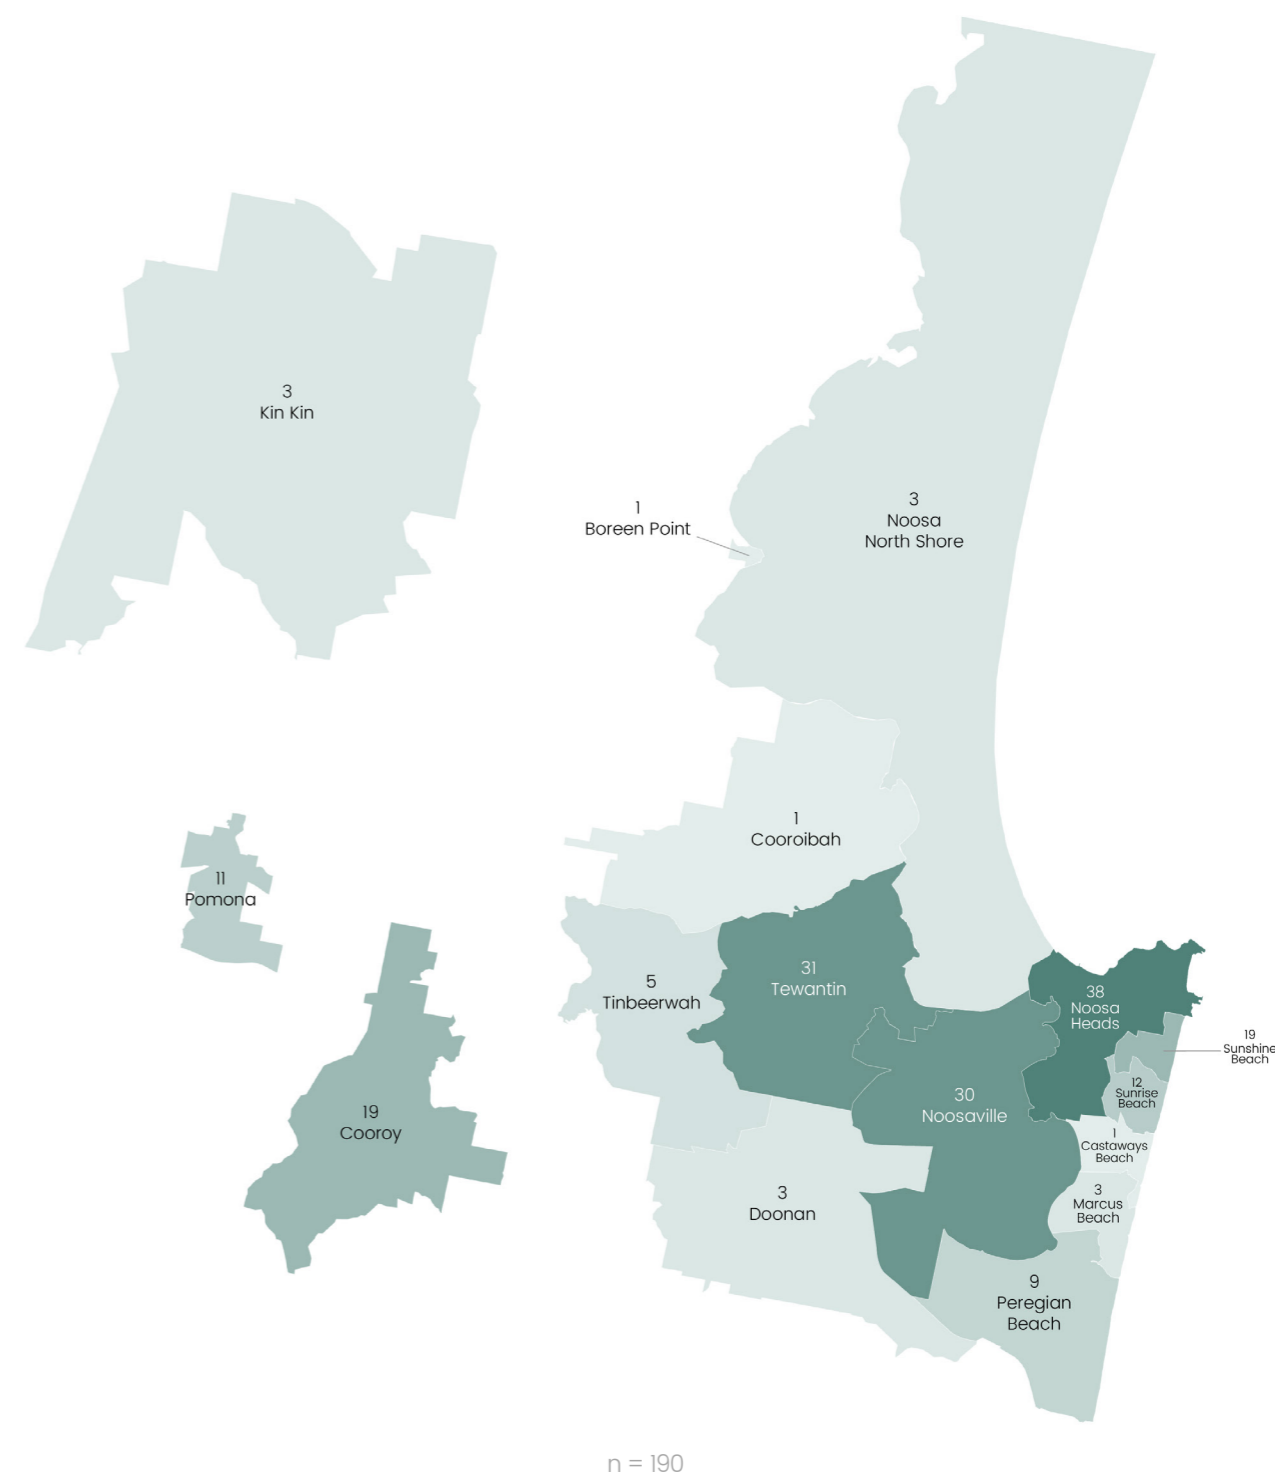 3
Kin Kin
1
Boreen Point
3
Noosa
North Shore
1
Cooroibah
11
Pomona
5
Tinbeerwah
31
Tewantin
38
Noosa
Heads
19
Sunshine
Beach
19
Cooroy
30
Noosaville
12
Sunrise
Beach
1
Castaways
Beach
3
Doonan
3
Marcus
Beach
9
Peregian
Beach
n = 190